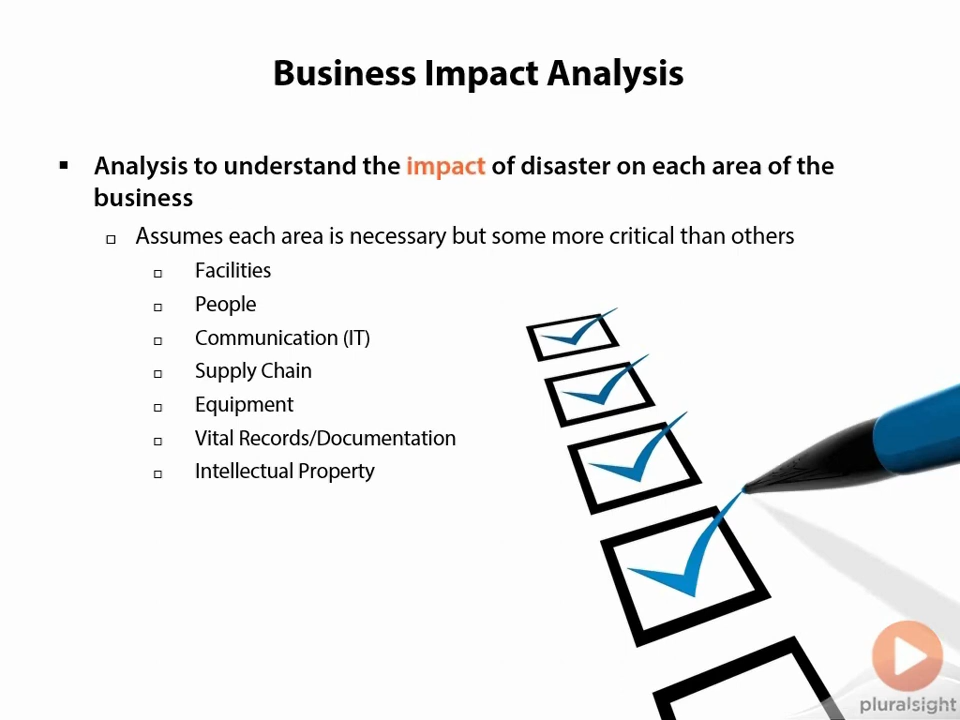 Business Impact Analysis
Analysis to understand the impact of disaster on each area of the
business
Assumes each area is necessary but some more critical than others
Facilities
People
Communication (IT)
Supply Chain
Equipment
Vital Records/Documentation
Intellectual Property
pluralsight